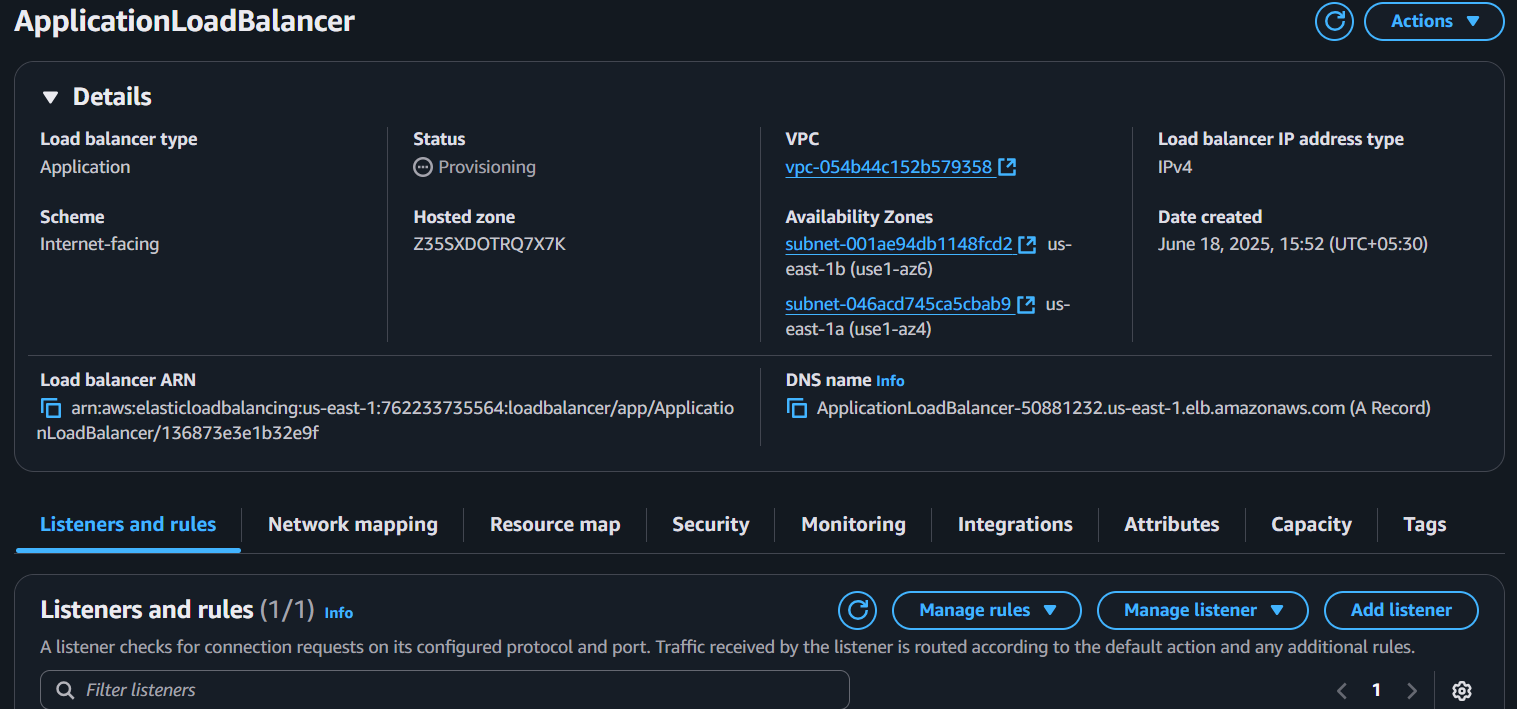 ApplicationLoadBalancer
Actions
Details
Load balancer type
Application
Status
Provisioning
VPC
vpc-054b44c152b579358
Load balancer IP address type
IPv4
Scheme
Internet-facing
Hosted zone
Z35SXDOTRQ7X7K
Availability Zones
subnet-001ae94db1148fcd2 us-
east-1b (use1-az6)
subnet-046acd745ca5cbab9 us-
east-1a (use1-az4)
Date created
June 18, 2025, 15:52 (UTC+05:30)
Load balancer ARN
arn:aws:elasticloadbalancing:us-east-1:762233735564:loadbalancer/app/Applicatio
nLoadBalancer/136873e3e1b32e9f
DNS name Info
ApplicationLoadBalancer-50881232.us-east-1.elb.amazonaws.com (A Record)
Listeners and rules
Network mapping
Resource map
Security
Monitoring
Integrations
Attributes
Capacity
Tags
Listeners and rules (1/1) Info
Manage rules
Manage listener
Add listener
A listener checks for connection requests on its configured protocol and port. Traffic received by the listener is routed according to the default action and any additional rules.
Filter listeners
1